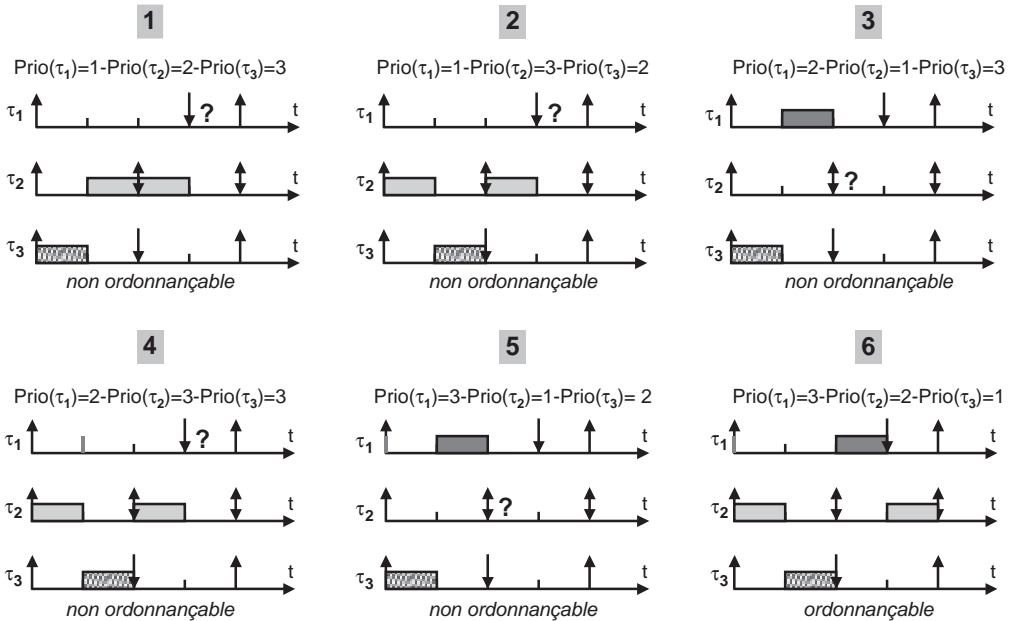 1
2
3
Prio(τ1)=1-Prio(τ2)=2-Prio(τ3)=3
Prio(τ1)=1-Prio(τ2)=3-Prio(τ3)=2
Prio(τ1)=2-Prio(τ2)=1-Prio(τ3)=3
τ1 ? t
τ1 ? t
τ1 t
τ2 t
τ2 t
τ2 ? t
τ3 t
τ3 t
τ3 t
non ordonnançable
non ordonnançable
non ordonnançable
4
5
6
Prio(τ1)=2-Prio(τ2)=3-Prio(τ3)=3
Prio(τ1)=3-Prio(τ2)=1-Prio(τ3)= 2
Prio(τ1)=3-Prio(τ2)=2-Prio(τ3)=1
τ1 ? t
τ1 t
τ1 t
τ2 t
τ2 ? t
τ2 t
τ3 t
τ3 t
τ3 t
non ordonnançable
non ordonnançable
ordonnançable